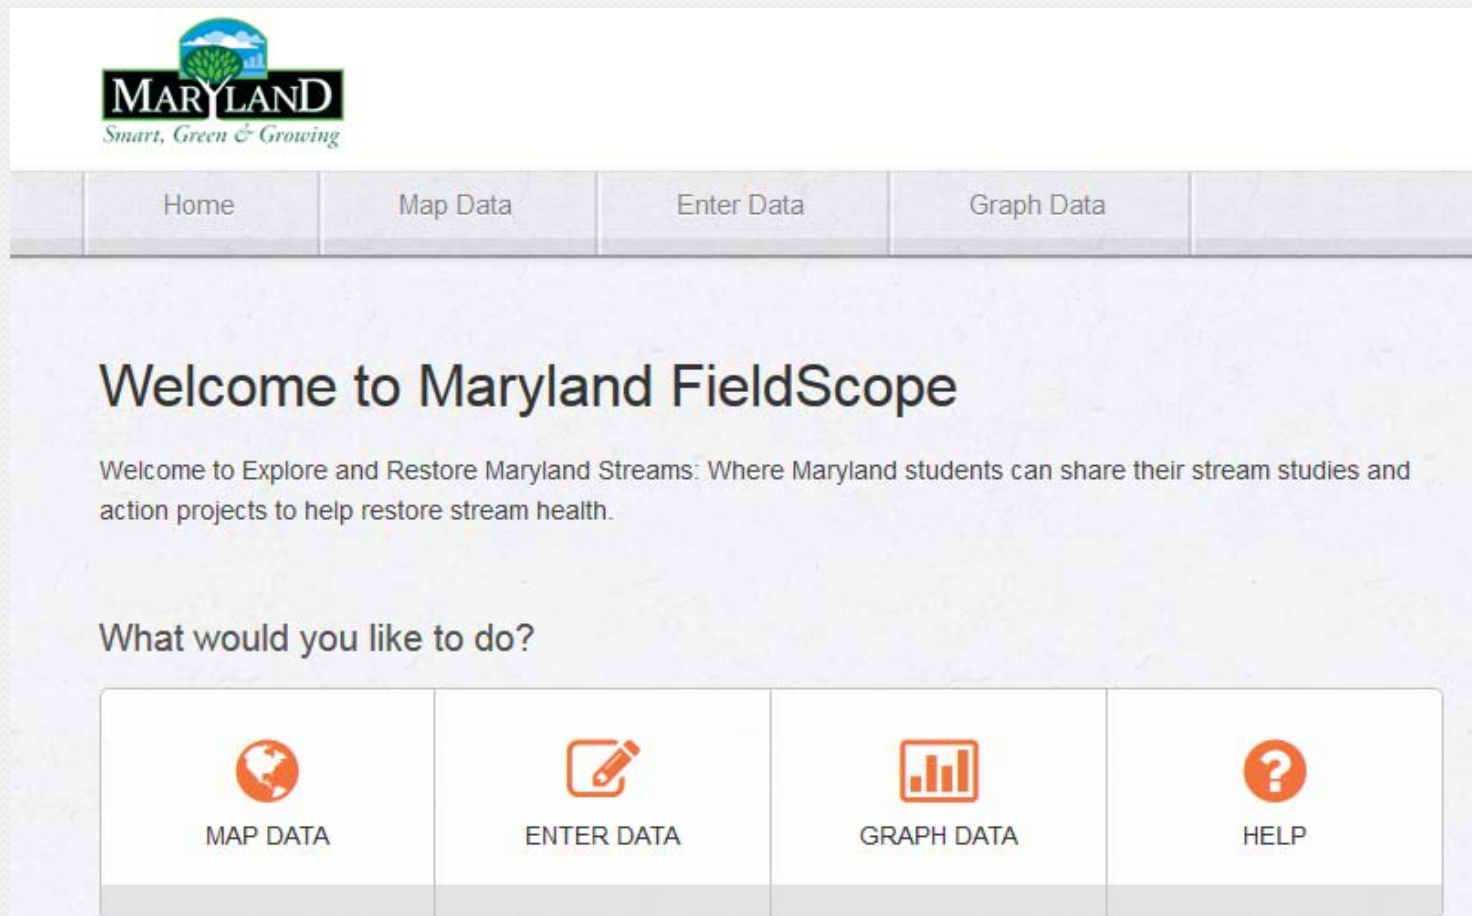 MARYLAND
Smart, Green & Growing
Home Map Data Enter Data Graph Data
Welcome to Maryland FieldScope
Welcome to Explore and Restore Maryland Streams: Where Maryland students can share their stream studies and
action projects to help restore stream health.
What would you like to do?
MAP DATA ENTER DATA GRAPH DATA HELP